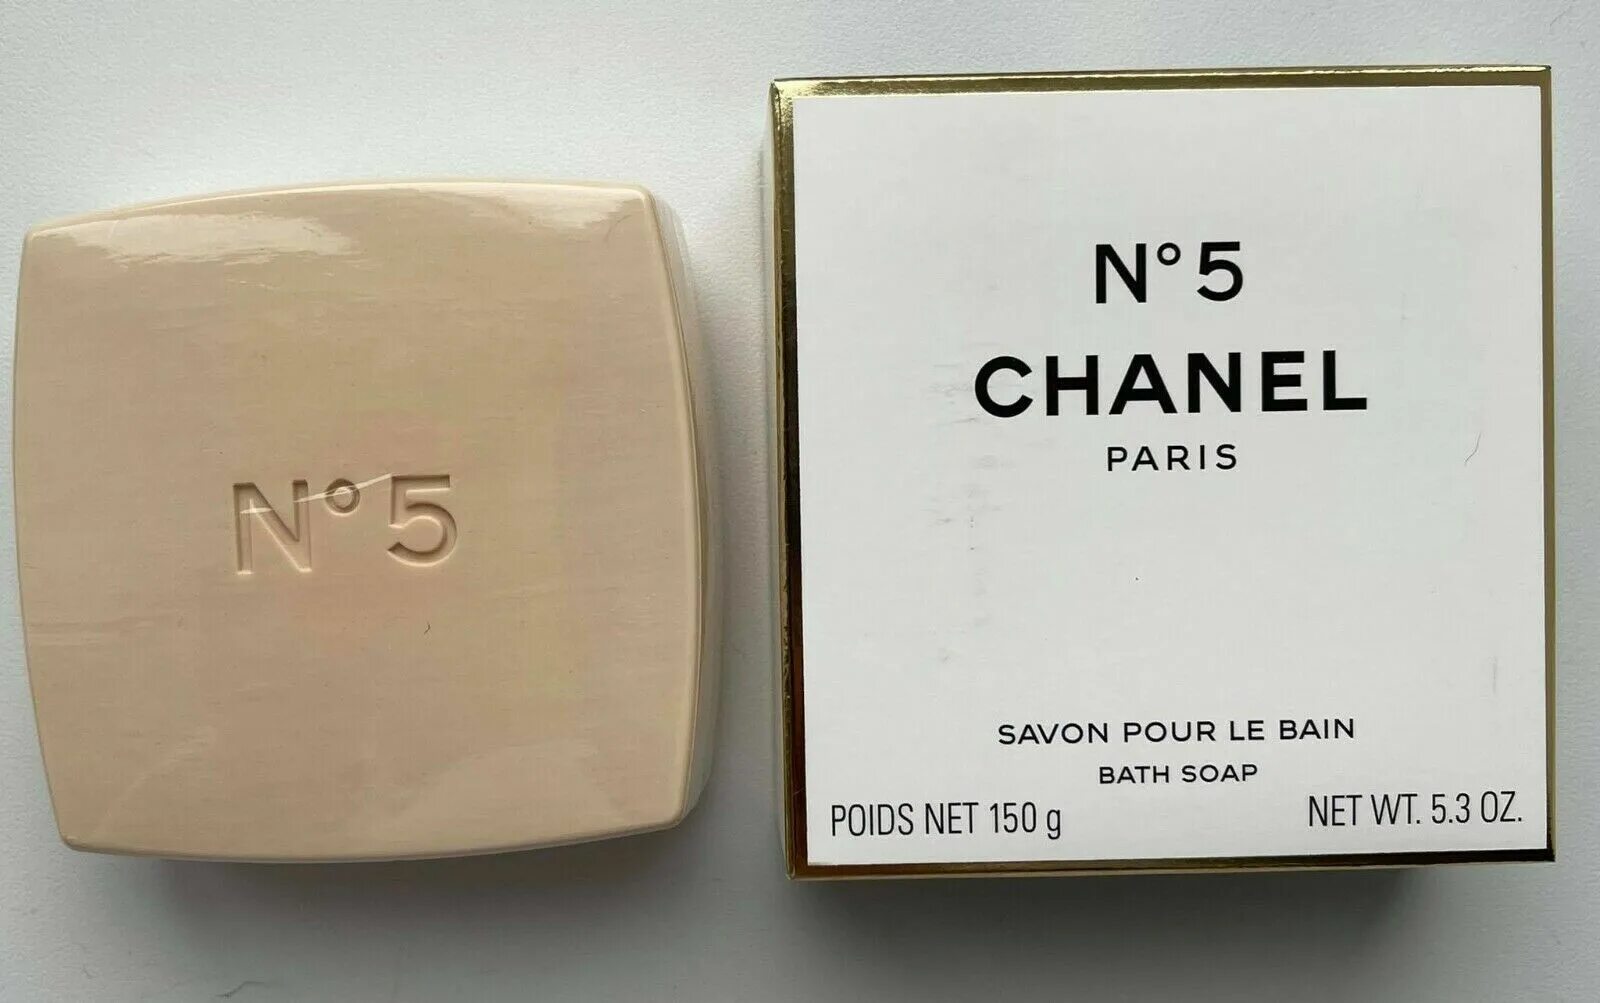 N° 5
N° 5
CHANEL
PARIS
SAVON POUR LE BAIN
BATH SOAP
POIDS NET 150 g
NET WT. 5.3 OZ.